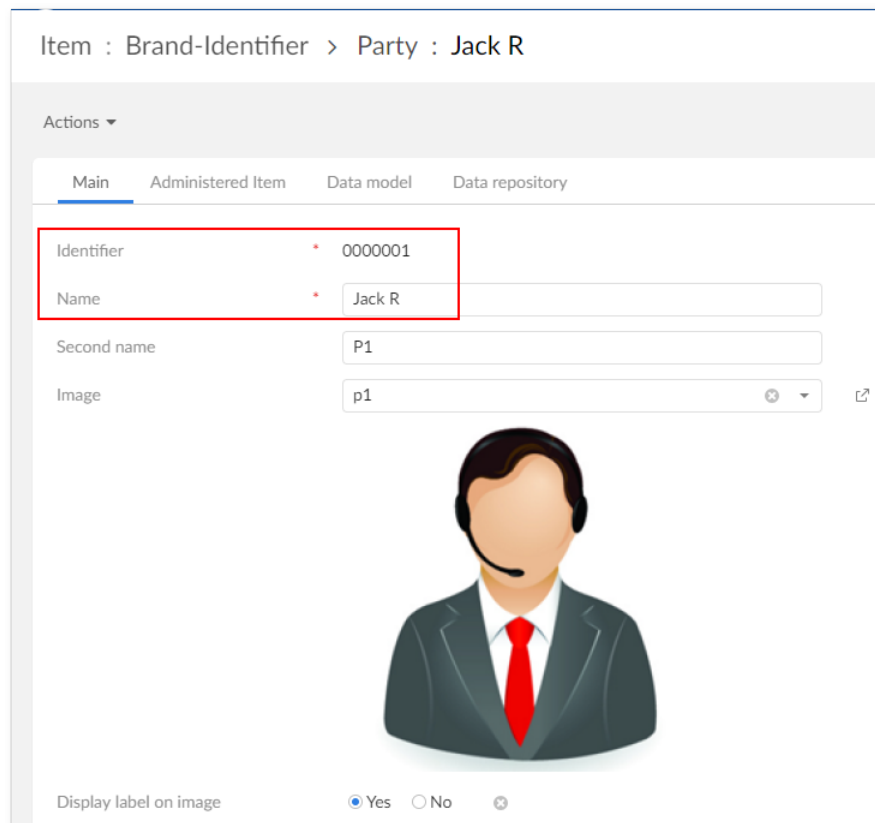 Item : Brand-Identifier > Party : Jack R
Actions
Main Administered Item Data model Data repository
Identifier * 0000001
Name * Jack R
Second name P1
Image p1
Display label on image Yes No